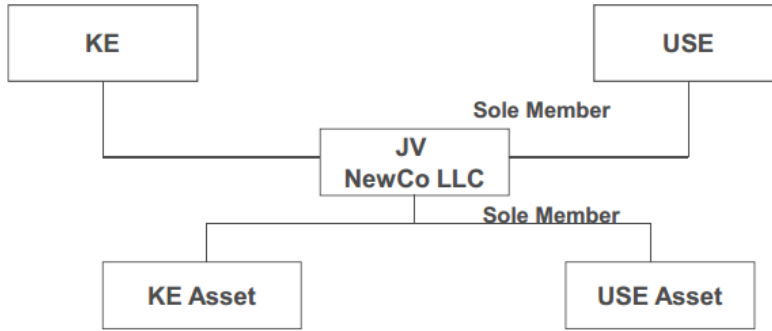 KE
USE
Sole Member
JV
NewCo LLC
Sole Member
KE Asset
USE Asset